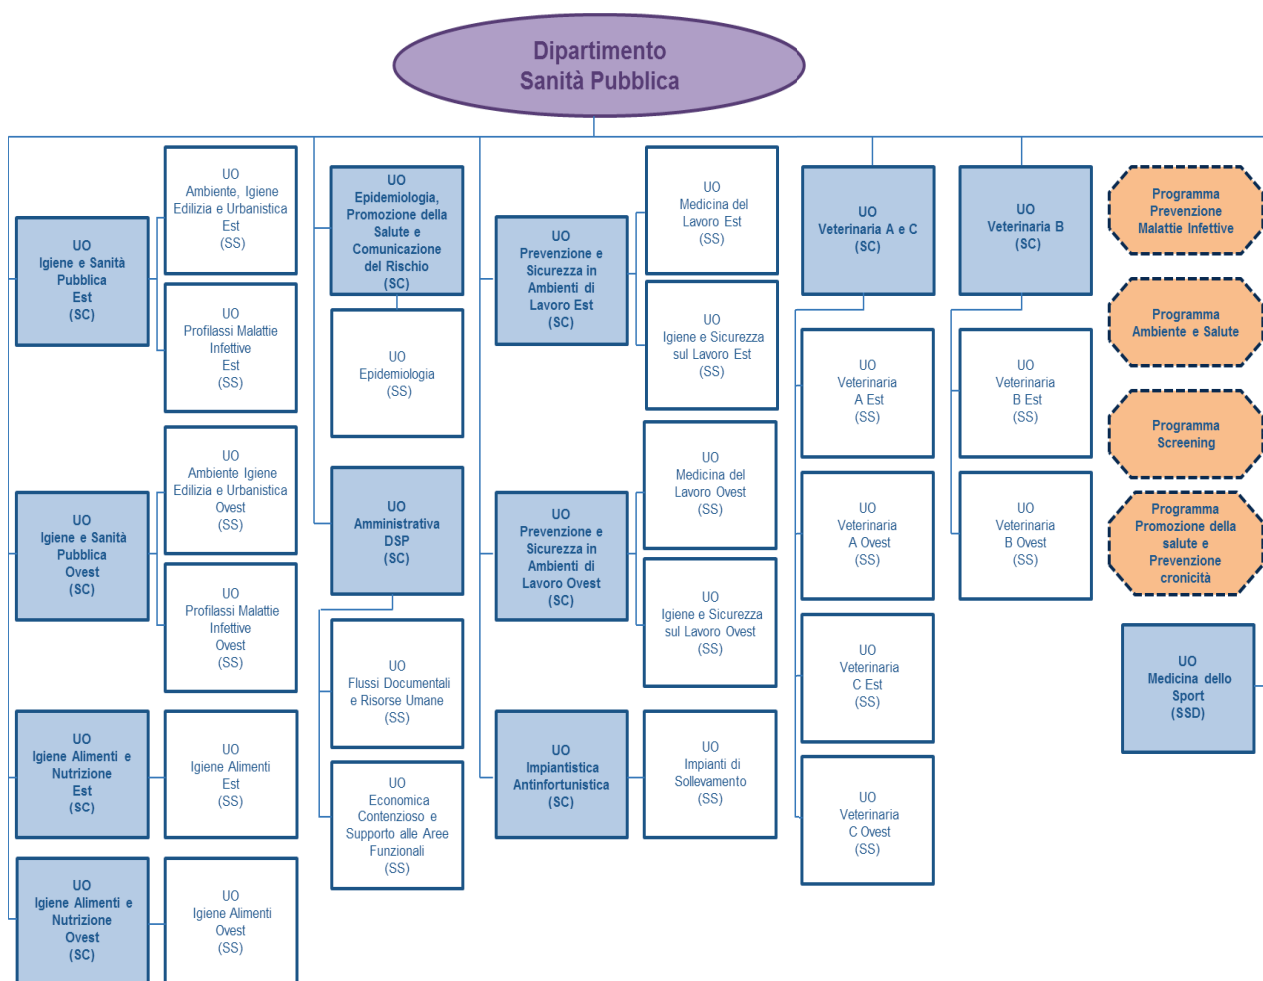 Dipartimento
Sanità Pubblica
UO
Igiene e Sanità
Pubblica
Est
(SC)
UO
Ambiente, Igiene
Edilizia e Urbanistica
Est
(SS)
UO
Profilassi Malattie
Infettive
Est
(SS)
UO
Igiene e Sanità
Pubblica
Ovest
(SC)
UO
Ambiente Igiene
Edilizia e Urbanistica
Ovest
(SS)
UO
Profilassi Malattie
Infettive
Ovest
(SS)
UO
Igiene Alimenti e
Nutrizione
Est
(SC)
UO
Igiene Alimenti
Est
(SS)
UO
Igiene Alimenti e
Nutrizione
Ovest
(SC)
UO
Igiene Alimenti
Ovest
(SS)
UO
Epidemiologia,
Promozione della
Salute e
Comunicazione
del Rischio
(SC)
UO
Epidemiologia
(SS)
UO
Amministrativa
DSP
(SC)
UO
Flussi Documentali
e Risorse Umane
(SS)
UO
Economica
Contenzioso e
Supporto alle Aree
Funzionali
(SS)
UO
Prevenzione e
Sicurezza in
Ambienti di
Lavoro Est
(SC)
UO
Medicina del
Lavoro Est
(SS)
UO
Igiene e Sicurezza
sul Lavoro Est
(SS)
UO
Prevenzione e
Sicurezza in
Ambienti di
Lavoro Ovest
(SC)
UO
Medicina del
Lavoro Ovest
(SS)
UO
Igiene e Sicurezza
sul Lavoro Ovest
(SS)
UO
Impiantistica
Antinfortunistica
(SC)
UO
Impianti di
Sollevamento
(SS)
UO
Veterinaria A e C
(SC)
UO
Veterinaria
A Est
(SS)
UO
Veterinaria
A Ovest
(SS)
UO
Veterinaria
C Est
(SS)
UO
Veterinaria
C Ovest
(SS)
UO
Veterinaria B
(SC)
UO
Veterinaria
B Est
(SS)
UO
Veterinaria
B Ovest
(SS)
Programma
Prevenzione
Malattie Infettive
Programma
Ambiente e Salute
Programma
Screening
Programma
Promozione della
salute e
Prevenzione
cronicità
UO
Medicina dello
Sport
(SSD)